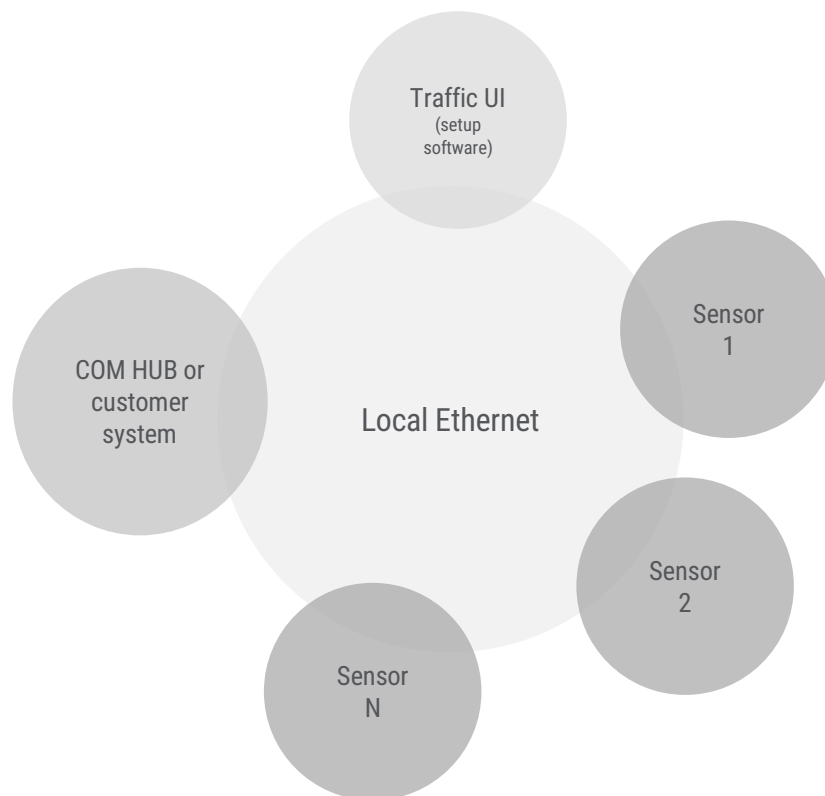 Traffic UI
(setup
software)
Sensor
1
COM HUB or
customer
system
Local Ethernet
Sensor
2
Sensor
N